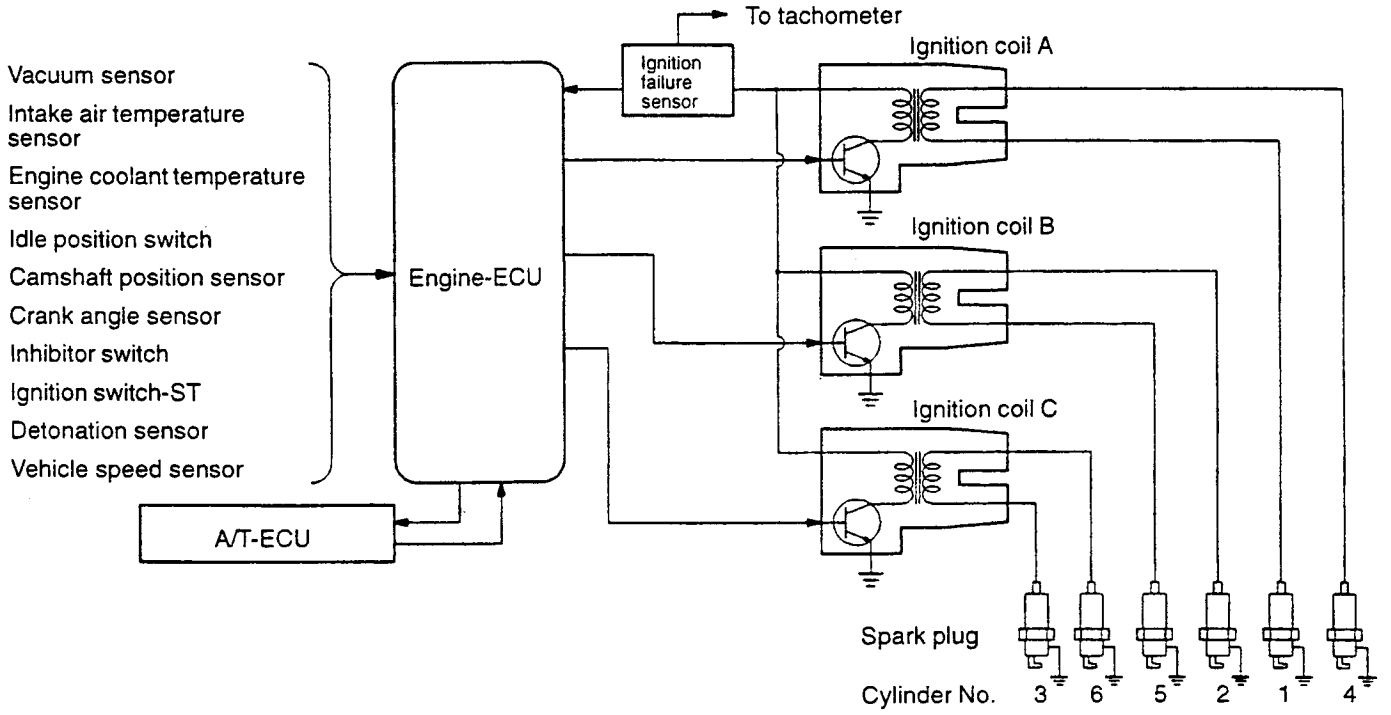 To tachometer
Ignition coil A
Ignition
failure
sensor
Vacuum sensor
Intake air temperature
sensor
Engine coolant temperature
sensor
Idle position switch
Camshaft position sensor
Crank angle sensor
Inhibitor switch
Ignition switch-ST
Detonation sensor
Vehicle speed sensor
Engine-ECU
A/T-ECU
Ignition coil B
Ignition coil C
Spark plug
Cylinder No. 3 6 5 2 1 4